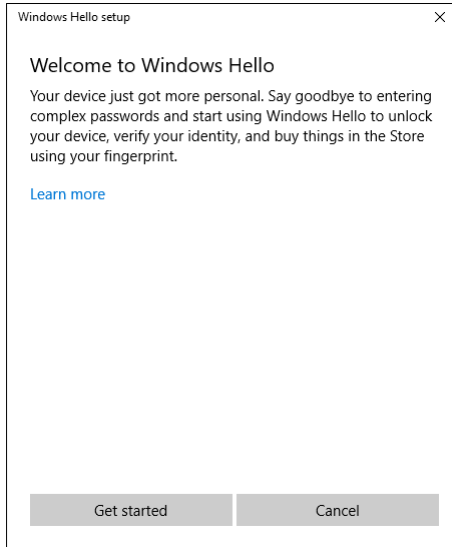 Windows Hello setup
Welcome to Windows Hello
Your device just got more personal. Say goodbye to entering
complex passwords and start using Windows Hello to unlock
your device, verify your identity, and buy things in the Store
using your fingerprint.
Learn more
Get started
Cancel